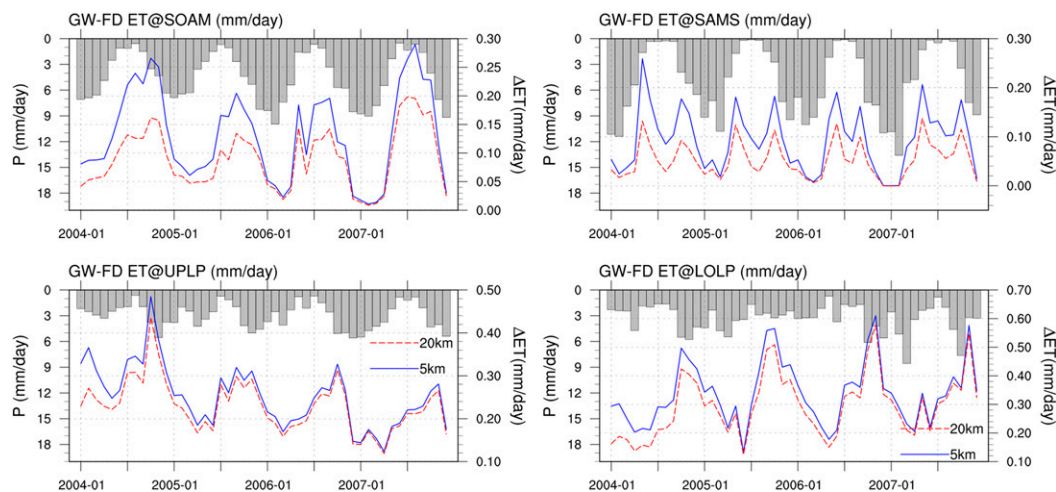 GW-FD ET@SOAM (mm/day)
0
3
6
9
12
15
18
P (mm/day)
0.30
0.25
0.20
0.15
0.10
0.05
0.00
ΔET(mm/day)
2004-01 2005-01 2006-01 2007-01
GW-FD ET@SAMS (mm/day)
0
3
6
9
12
15
18
P (mm/day)
0.30
0.20
0.10
0.00
ΔET(mm/day)
2004-01 2005-01 2006-01 2007-01
GW-FD ET@UPLP (mm/day)
0
3
6
9
12
15
18
P (mm/day)
20km
5km
0.50
0.40
0.30
0.20
0.10
ΔET(mm/day)
2004-01 2005-01 2006-01 2007-01
GW-FD ET@LOLP (mm/day)
0
3
6
9
12
15
18
P (mm/day)
20km
5km
0.70
0.60
0.50
0.40
0.30
0.20
0.10
ΔET(mm/day)
2004-01 2005-01 2006-01 2007-01